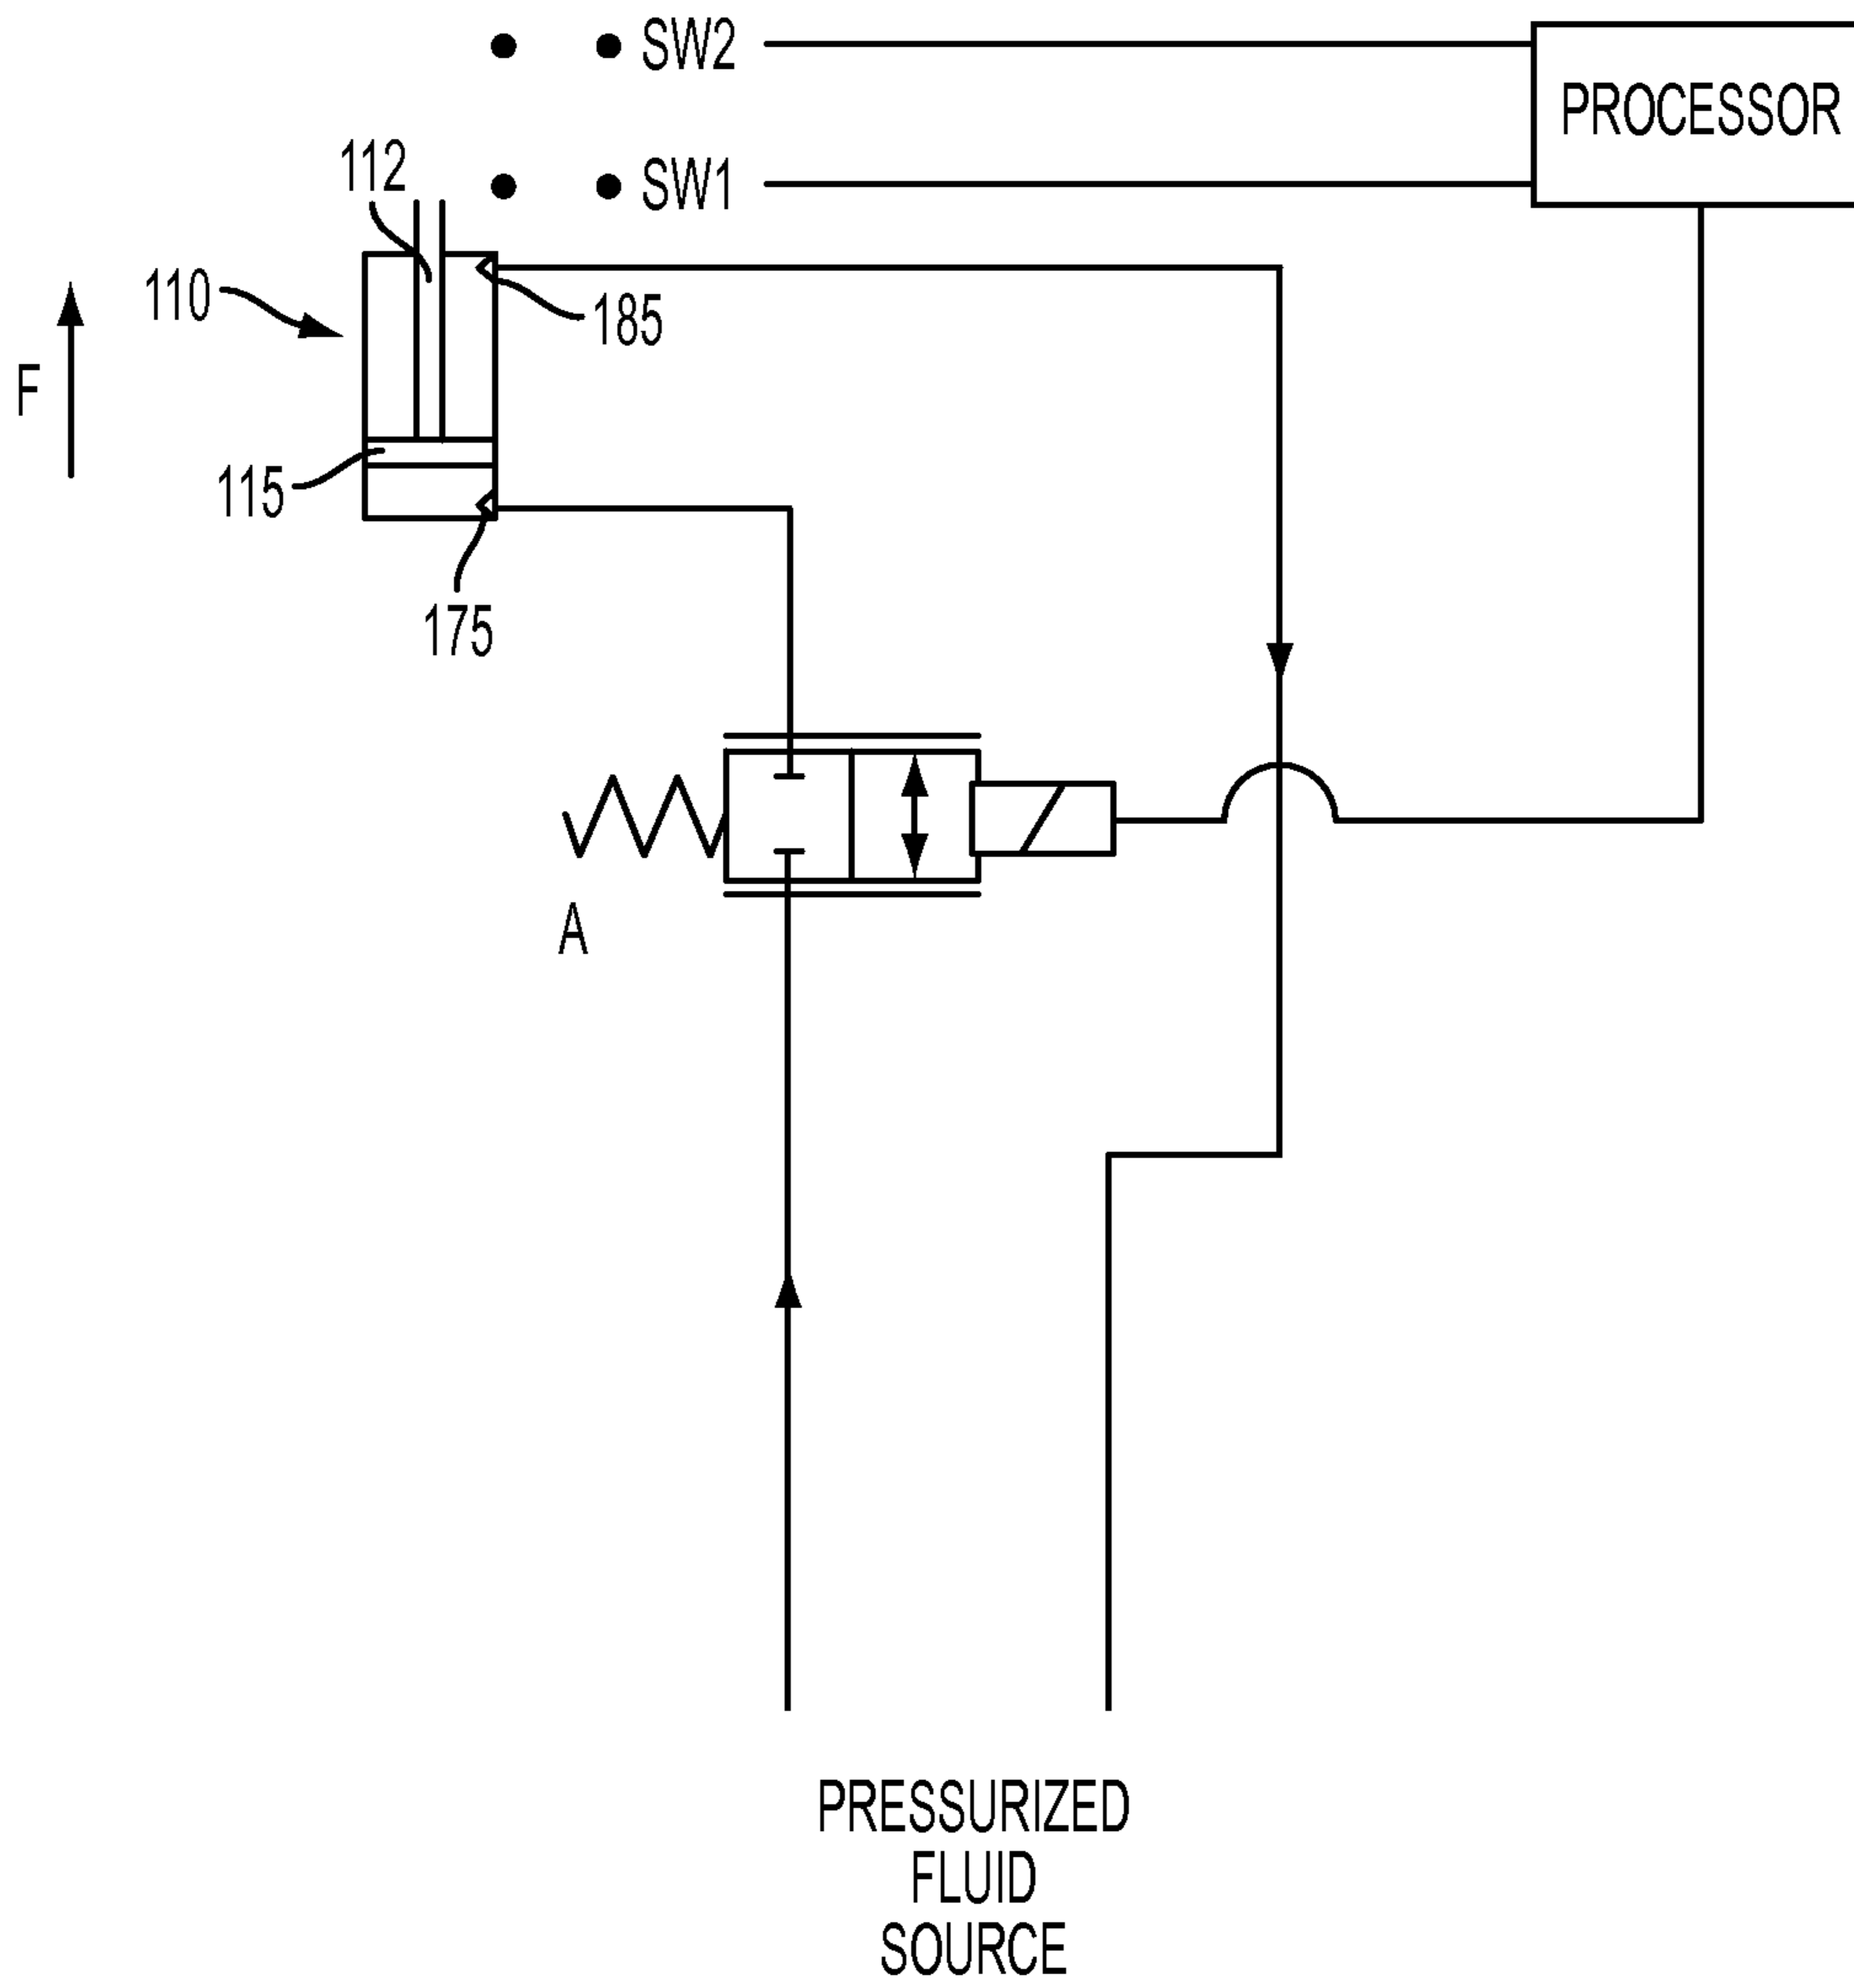 SW2
PROCESSOR
112
SW1
110
185
F
115
175
A
PRESSURIZED
FLUID
SOURCE